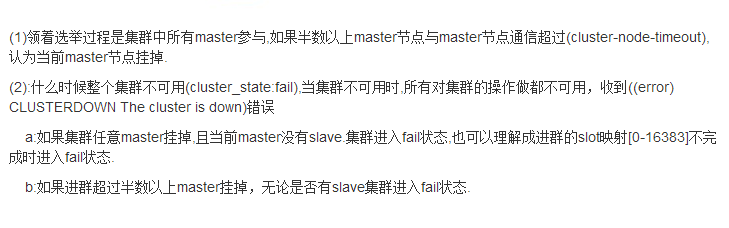 (1)领着选举过程是集群中所有master参与,如果半数以上master节点与master节点通信超过(cluster-node-timeout),
认为当前master节点挂掉.
(2):什么时候整个集群不可用(cluster_state:fail),当集群不可用时,所有对集群的操作做都不可用，收到((error)
CLUSTERDOWN The cluster is down)错误
a:如果集群任意master挂掉,且当前master没有slave.集群进入fail状态,也可以理解成进群的slot映射[0-16383]不完
成时进入fail状态.
b:如果进群超过半数以上master挂掉，无论是否有slave集群进入fail状态.